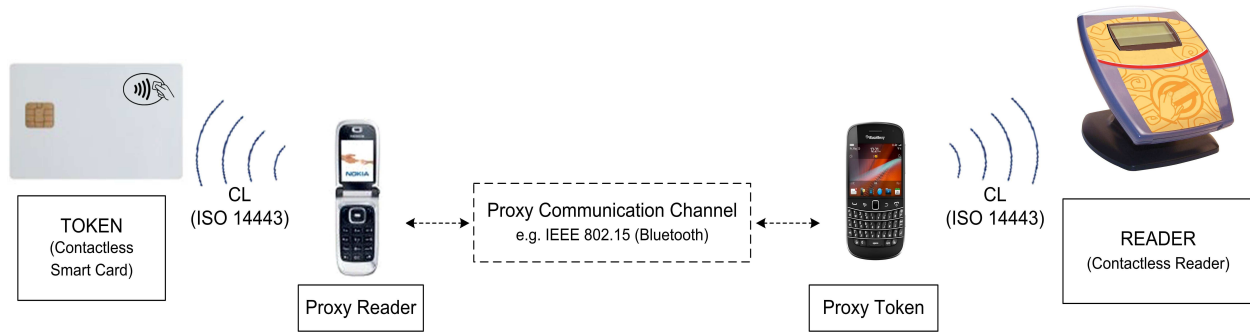 TOKEN
(Contactless
Smart Card)
CL
(ISO 14443)
NOKIA
Proxy Reader
Proxy Communication Channel
e.g. IEEE 802.15 (Bluetooth)
BlackBerry
Proxy Token
CL
(ISO 14443)
READER
(Contactless Reader)